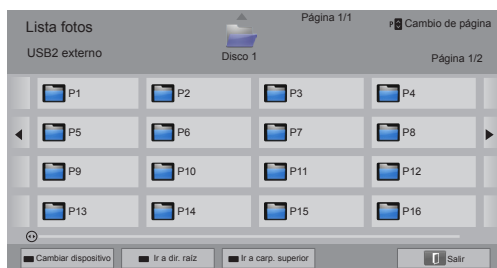 Lista fotos
Página 1/1
P Cambio de página
USB2 externo
Disco 1
Página 1/2
P1 P2 P3 P4
P5 P6 P7 P8
P9 P10 P11 P12
P13 P14 P15 P16
Cambiar dispositivo Ir a dir. raíz Ir a carp. superior Salir